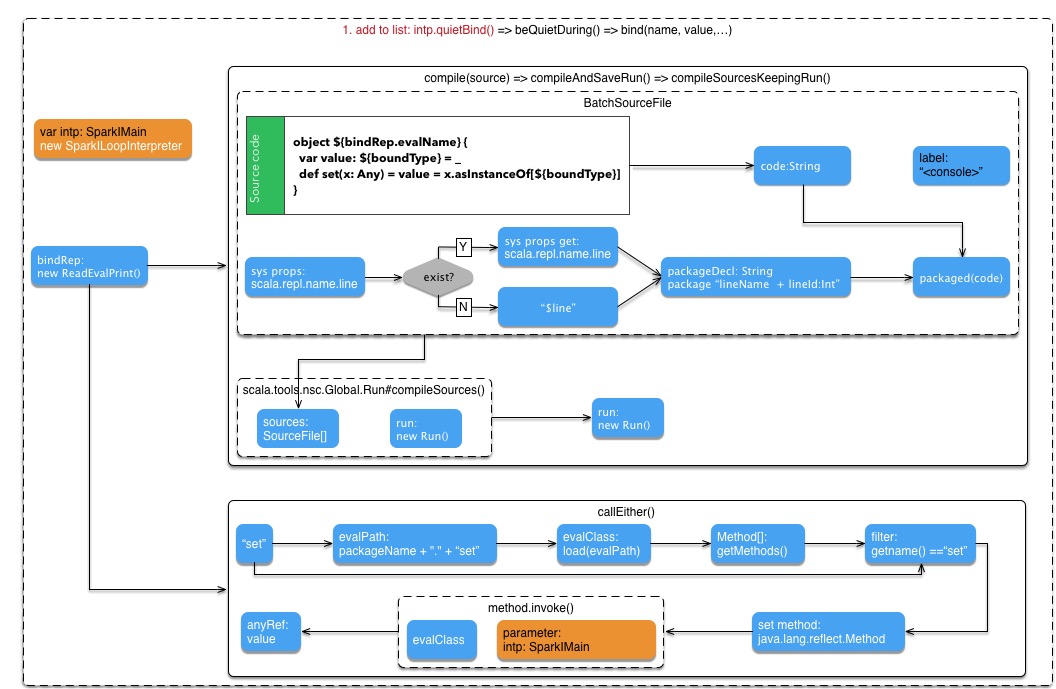 1. add to list: intp.quietBind() => beQuietDuring() => bind(name, value,…)
compile(source) => compileAndSaveRun() => compileSourcesKeepingRun()
BatchSourceFile
var intp: SparkIMain
new SparkILoopInterpreter
Source code
object ${bindRep.evalName} {
var value: ${boundType} = _
def set(x: Any) = value = x.asInstanceOf[${boundType}]
}
code:String
label:
“<console>”
bindRep:
new ReadEvalPrint()
sys props:
scala.repl.name.line
exist?
Y
sys props get:
scala.repl.name.line
N
“$line”
packageDecl: String
package “lineName + lineId:Int”
packaged(code)
scala.tools.nsc.Global.Run#compileSources()
sources:
SourceFile[]
run:
new Run()
run:
new Run()
callEither()
“set”
evalPath:
packageName + "." + “set”
evalClass:
load(evalPath)
Method[]:
getMethods()
filter:
getname() ==“set”
anyRef:
value
method.invoke()
evalClass
parameter:
intp: SparkIMain
set method:
java.lang.reflect.Method